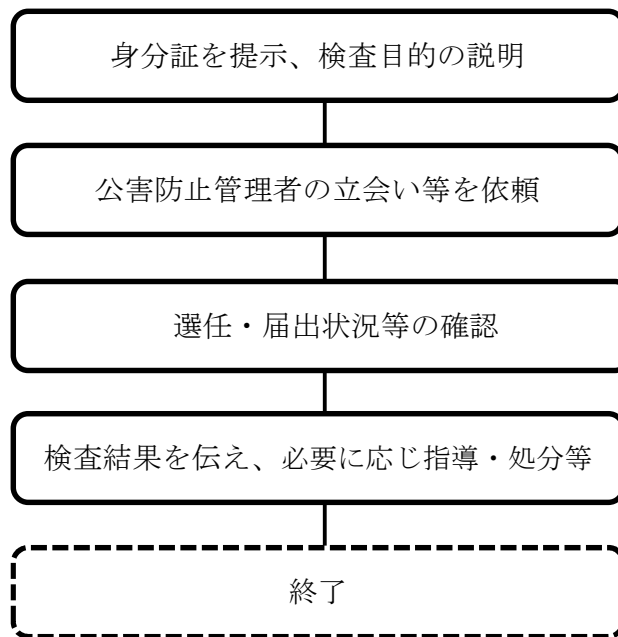 身分証を提示、検査目的の説明
公害防止管理者の立会い等を依頼
選任・届出状況等の確認
検査結果を伝え、必要に応じ指導・処分等
終了